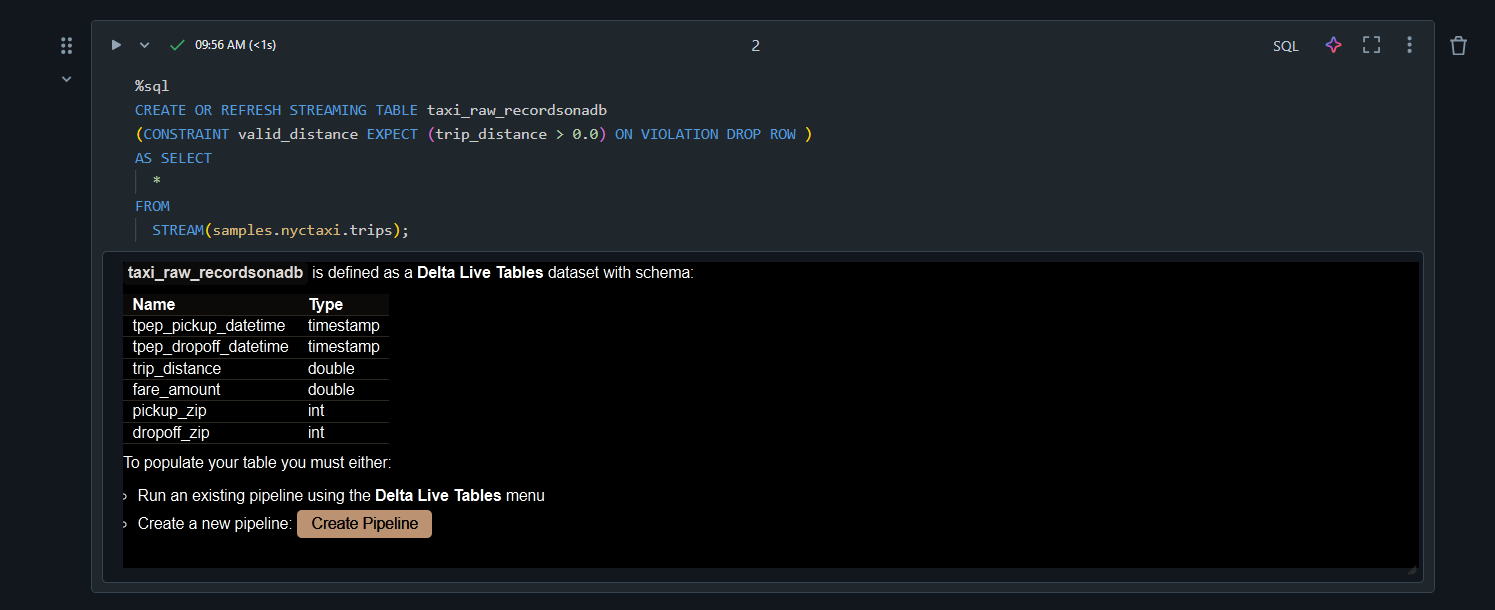 09:56 AM (<1s)
2
SQL
%sql
CREATE OR REFRESH STREAMING TABLE taxi_raw_recordsonadb
(CONSTRAINT valid_distance EXPECT (trip_distance > 0.0) ON VIOLATION DROP ROW )
AS SELECT
*
FROM
STREAM(samples.nyctaxi.trips);
taxi_raw_recordsonadb is defined as a Delta Live Tables dataset with schema:
Name Type
tpep_pickup_datetime timestamp
tpep_dropoff_datetime timestamp
trip_distance double
fare_amount double
pickup_zip int
dropoff_zip int
To populate your table you must either:
Run an existing pipeline using the Delta Live Tables menu
Create a new pipeline: Create Pipeline